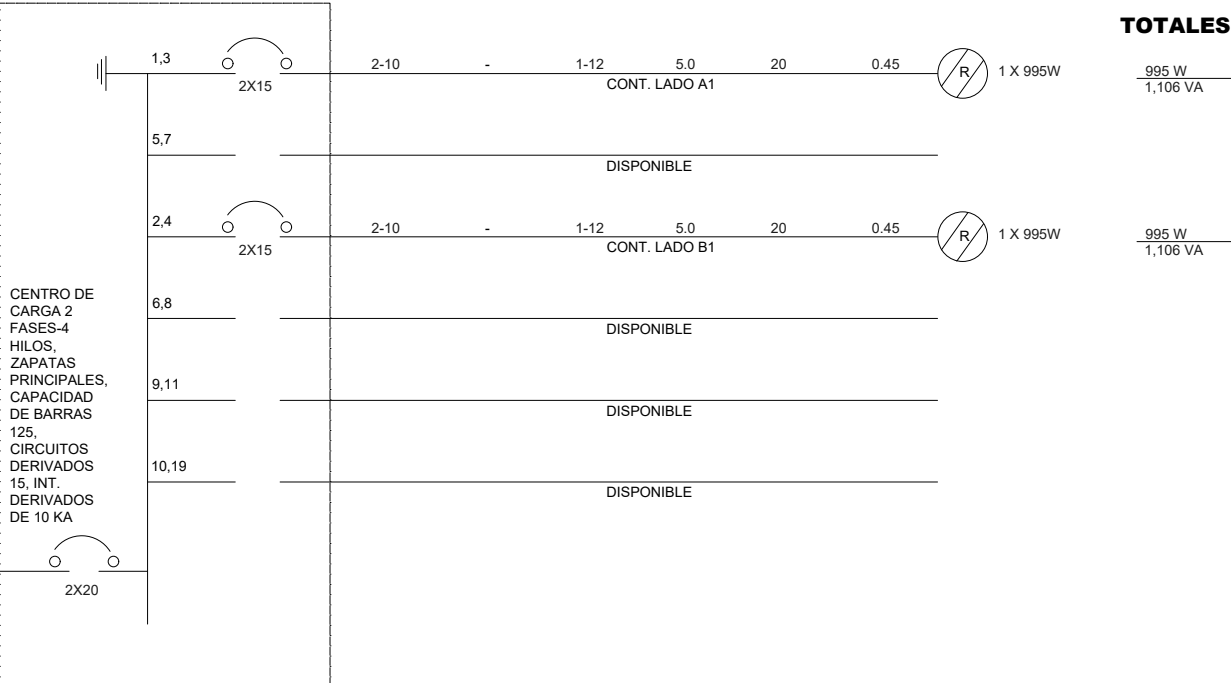 TOTALES
1,3
2X15
2-10 - 1-12 5.0 20 0.45
CONT. LADO A1
R
1 X 995W
995 W
1,106 VA
5,7
DISPONIBLE
2,4
2X15
2-10 - 1-12 5.0 20 0.45
CONT. LADO B1
R
1 X 995W
995 W
1,106 VA
6,8
DISPONIBLE
9,11
DISPONIBLE
10,19
DISPONIBLE
CENTRO DE
CARGA 2
FASES-4
HILOS,
ZAPATAS
PRINCIPALES,
CAPACIDAD
DE BARRAS
125,
CIRCUITOS
DERIVADOS
15, INT.
DERIVADOS
DE 10 KA
2X20